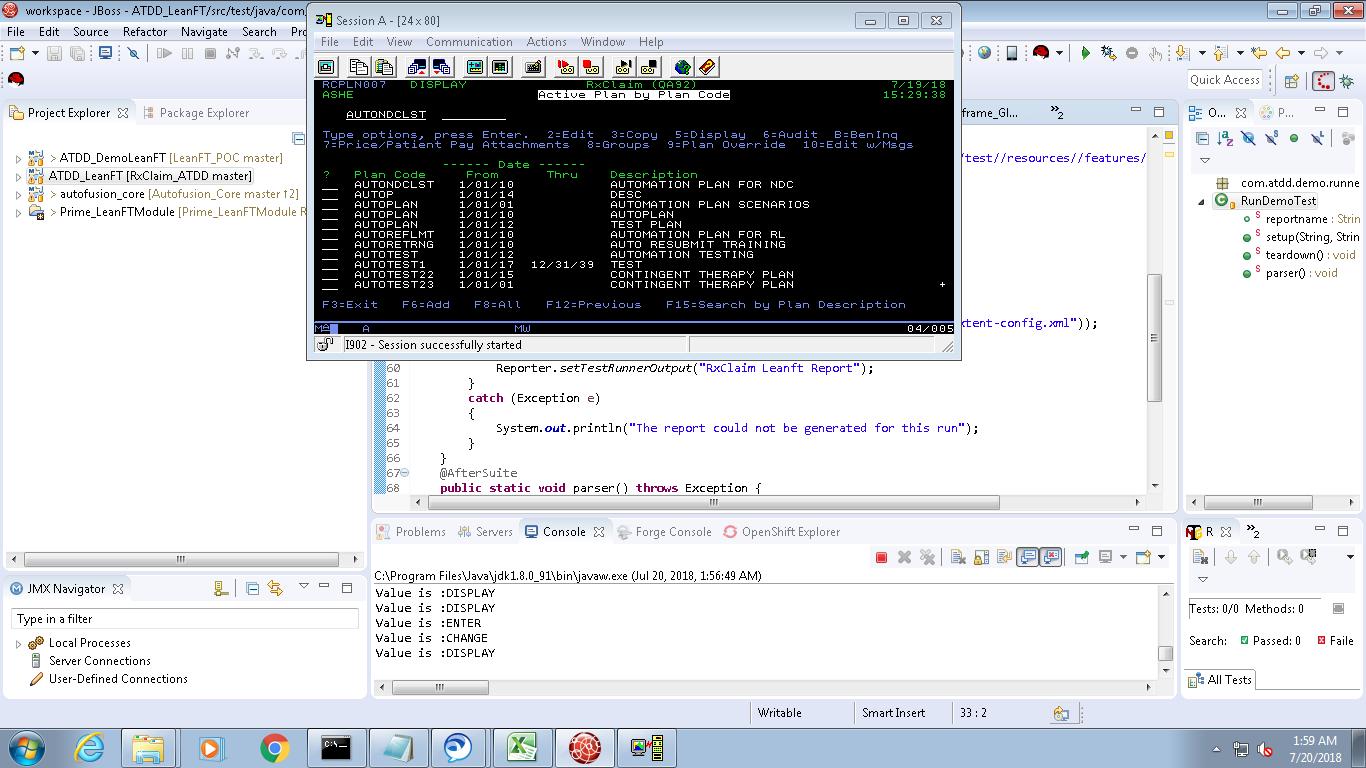 workspace - JBoss - ATDD_LeanFT/src/test/java/com
File Edit Source Refactor Navigate Search
Quick Access
Project Explorer Package Explorer
> ATDD_DemoLeanFT [LeanFT_POC master]
ATDD_LeanFT [RxClaim_ATDD master]
> autofusion_core [Autofusion_Core master ↑2]
> Prime_LeanFTModule [Prime_LeanFTModule R
Session A - [24 x 80]
File Edit View Communication Actions Window Help
RCPLN007 DISPLAY RxClaim (QA92) 7/19/18
ASHE Active Plan by Plan Code 15:29:38
AUTONDCLST
Type options, press Enter. 2=Edit 3=Copy 5=Display 6=Audit B=BenInq
7=Price/Patient Pay Attachments 8=Groups 9=Plan Override 10=Edit w/Msgs
------ Date ------
? Plan Code From Thru Description
AUTONDCLST 1/01/10 AUTOMATION PLAN FOR NDC
AUTOP 1/01/14 DESC
AUTOPLAN 1/01/01 AUTOMATION PLAN SCENARIOS
AUTOPLAN 1/01/10 AUTOPLAN
AUTOPLAN 1/01/12 TEST PLAN
AUTOREFLMT 1/01/10 AUTOMATION PLAN FOR RL
AUTORETRNG 1/01/10 AUTO RESUBMIT TRAINING
AUTOTEST 1/01/12 AUTOMATION TESTING
AUTOTEST1 1/01/17 12/31/39 TEST
AUTOTEST22 1/01/15 CONTINGENT THERAPY PLAN
AUTOTEST23 1/01/01 CONTINGENT THERAPY PLAN +
F3=Exit F6=Add F8=All F12=Previous F15=Search by Plan Description
MA A MW 04/005
I902 - Session successfully started
frame_Gl... »2
/test//resources//features/
xtent-config.xml"));
60 Reporter.setTestRunnerOutput("RxClaim Leanft Report");
61 }
62 catch (Exception e)
63 {
64 System.out.println("The report could not be generated for this run");
65 }
66 }
67 @AfterSuite
68 public static void parser() throws Exception {
O... P...
com.atdd.demo.runne
RunDemoTest
reportname : Strin
setup(String, Strin
teardown() : void
parser() : void
Problems Servers Console Forge Console OpenShift Explorer
C:\Program Files\Java\jdk1.8.0_91\bin\javaw.exe (Jul 20, 2018, 1:56:49 AM)
Value is :DISPLAY
Value is :DISPLAY
Value is :ENTER
Value is :CHANGE
Value is :DISPLAY
JMX Navigator
Type in a filter
Local Processes
Server Connections
User-Defined Connections
R »2
Tests: 0/0 Methods: 0
Search: Passed: 0 Faile
All Tests
Writable Smart Insert 33 : 2
1:59 AM
7/20/2018